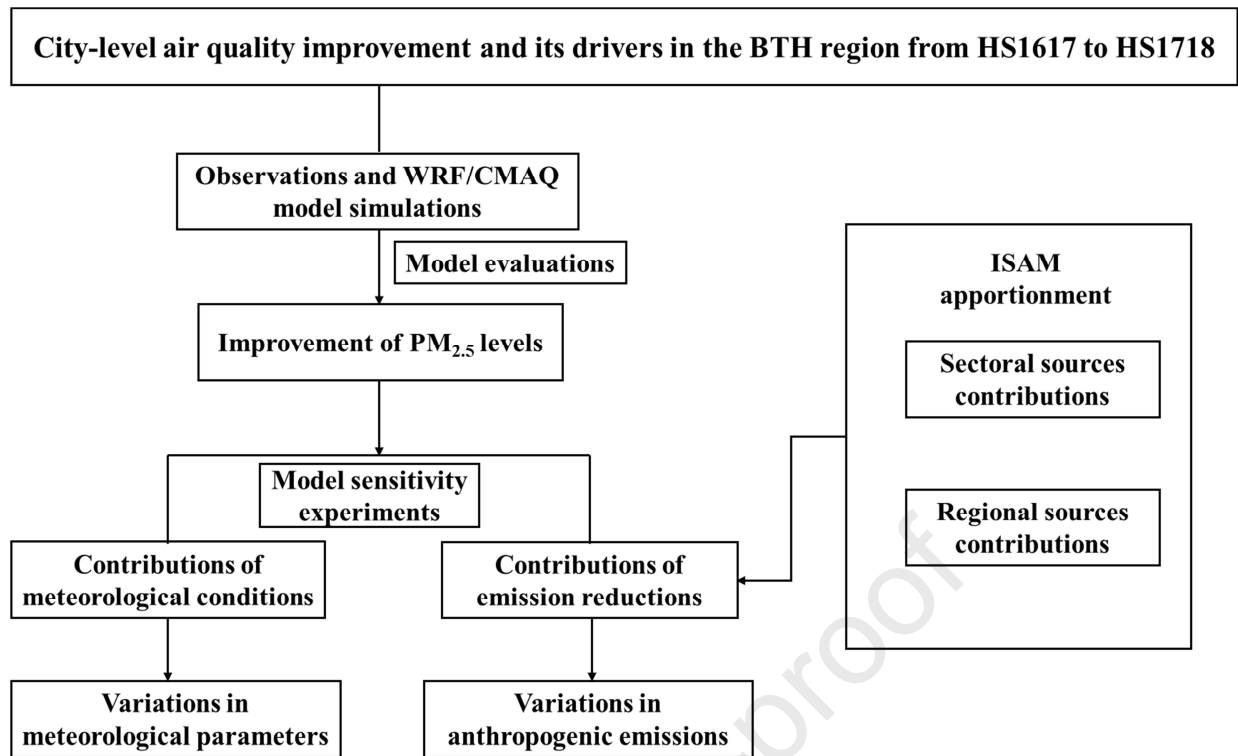 City-level air quality improvement and its drivers in the BTH region from HS1617 to HS1718
Observations and WRF/CMAQ
model simulations
Model evaluations
Improvement of PM2.5 levels
Model sensitivity
experiments
Contributions of
meteorological conditions
Contributions of
emission reductions
Variations in
meteorological parameters
Variations in
anthropogenic emissions
ISAM
apportionment
Sectoral sources
contributions
Regional sources
contributions
proof